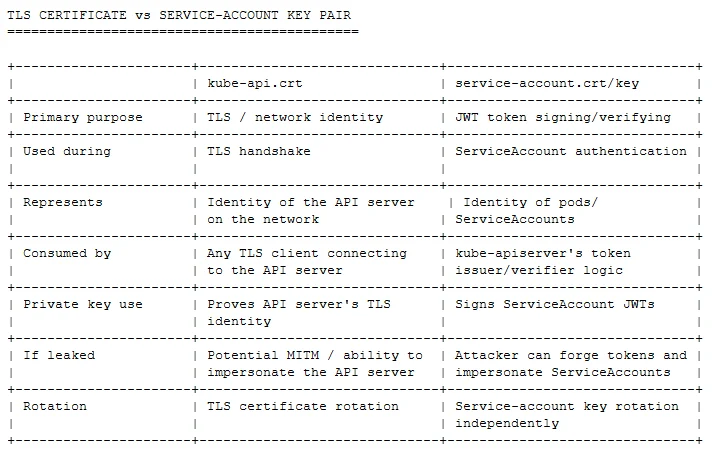 TLS CERTIFICATE vs SERVICE-ACCOUNT KEY PAIR
============================================
+----------------------+------------------------------+-------------------------------+
| | kube-api.crt | service-account.crt/key |
+----------------------+------------------------------+-------------------------------+
| Primary purpose | TLS / network identity | JWT token signing/verifying |
+----------------------+------------------------------+-------------------------------+
| Used during | TLS handshake | ServiceAccount authentication |
| | | |
+----------------------+------------------------------+-------------------------------+
| Represents | Identity of the API server | Identity of pods/ |
| | on the network | ServiceAccounts |
+----------------------+------------------------------+-------------------------------+
| Consumed by | Any TLS client connecting | kube-apiserver's token |
| | to the API server | issuer/verifier logic |
+----------------------+------------------------------+-------------------------------+
| Private key use | Proves API server's TLS | Signs ServiceAccount JWTs |
| | identity | |
+----------------------+------------------------------+-------------------------------+
| If leaked | Potential MITM / ability to | Attacker can forge tokens and |
| | impersonate the API server | impersonate ServiceAccounts |
+----------------------+------------------------------+-------------------------------+
| Rotation | TLS certificate rotation | Service-account key rotation |
| | | independently |
+----------------------+------------------------------+-------------------------------+